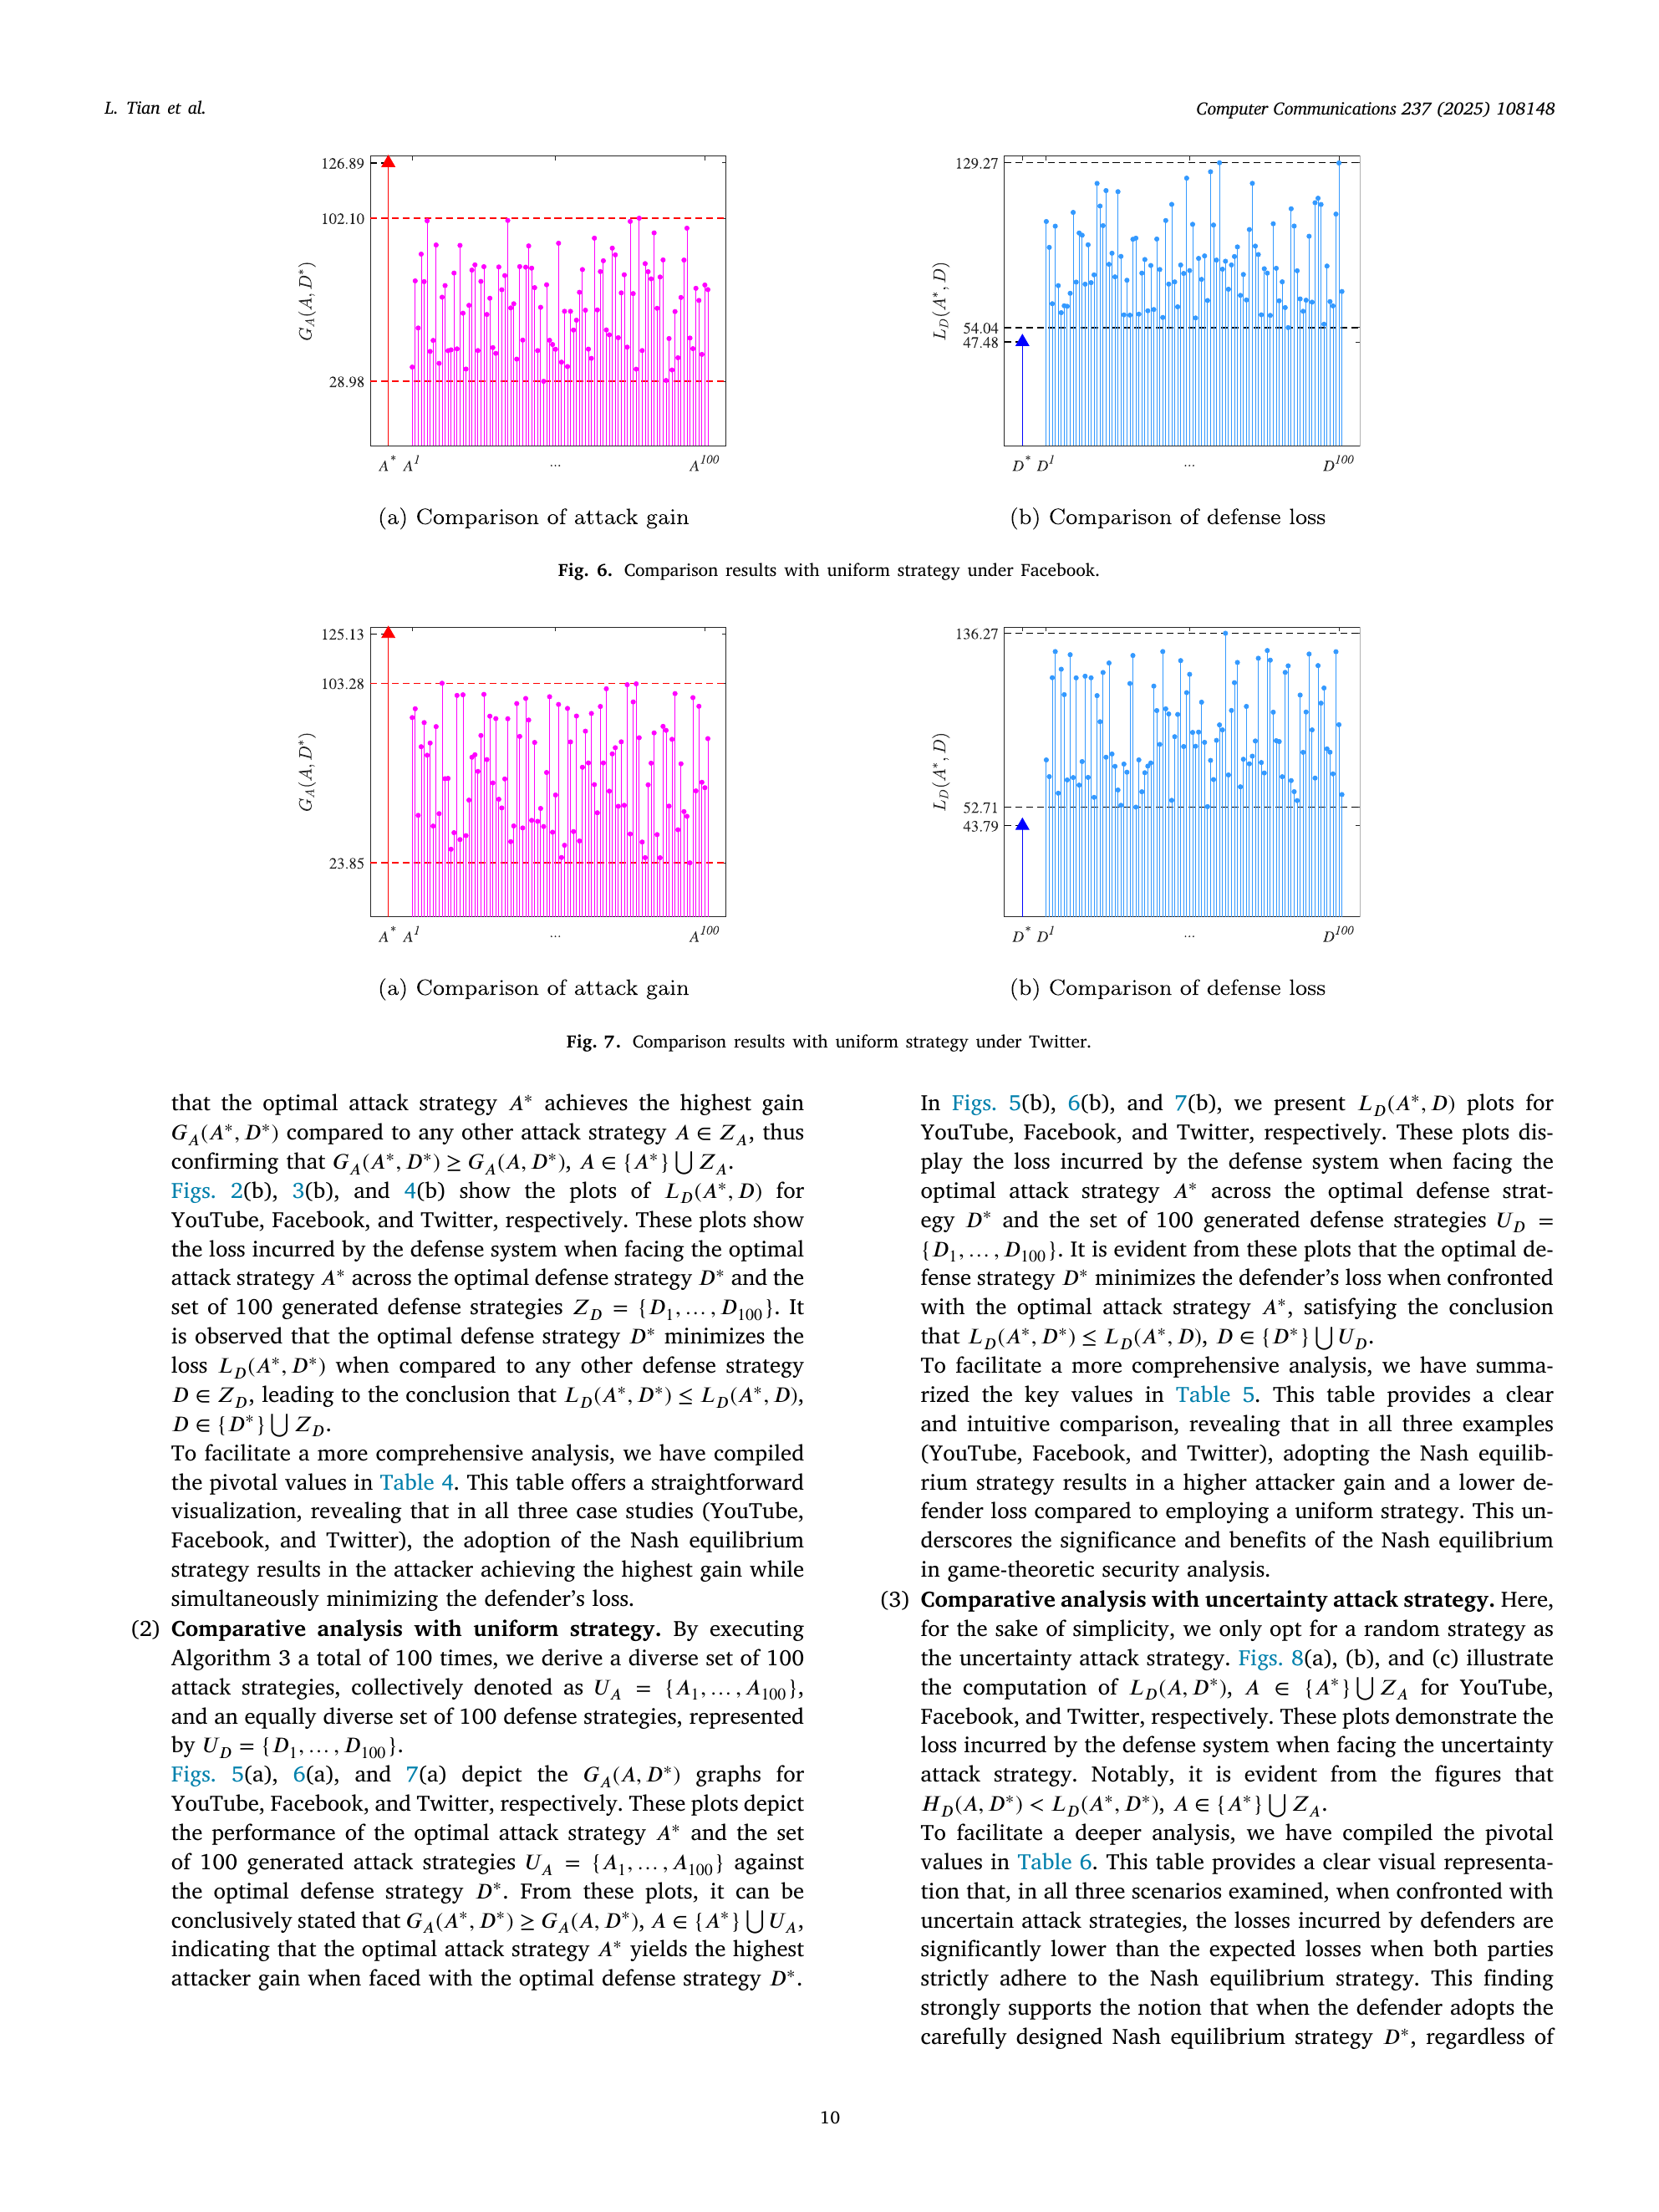 L. Tian et al.
Computer Communications 237 (2025) 108148
126.89
102.10
28.98
G_A(A, D*)
A* A^1 ... A^100
(a) Comparison of attack gain
129.27
54.04
47.48
L_D(A*, D)
D* D^1 ... D^100
(b) Comparison of defense loss
Fig. 6. Comparison results with uniform strategy under Facebook.
125.13
103.28
23.85
G_A(A, D*)
A* A^1 ... A^100
(a) Comparison of attack gain
136.27
52.71
43.79
L_D(A*, D)
D* D^1 ... D^100
(b) Comparison of defense loss
Fig. 7. Comparison results with uniform strategy under Twitter.
that the optimal attack strategy A* achieves the highest gain
G_A(A*, D*) compared to any other attack strategy A ∈ Z_A, thus
confirming that G_A(A*, D*) ≥ G_A(A, D*), A ∈ {A*} ⋃ Z_A.
Figs. 2(b), 3(b), and 4(b) show the plots of L_D(A*, D) for
YouTube, Facebook, and Twitter, respectively. These plots show
the loss incurred by the defense system when facing the optimal
attack strategy A* across the optimal defense strategy D* and the
set of 100 generated defense strategies Z_D = {D_1, … , D_100}. It
is observed that the optimal defense strategy D* minimizes the
loss L_D(A*, D*) when compared to any other defense strategy
D ∈ Z_D, leading to the conclusion that L_D(A*, D*) ≤ L_D(A*, D),
D ∈ {D*} ⋃ Z_D.
To facilitate a more comprehensive analysis, we have compiled
the pivotal values in Table 4. This table offers a straightforward
visualization, revealing that in all three case studies (YouTube,
Facebook, and Twitter), the adoption of the Nash equilibrium
strategy results in the attacker achieving the highest gain while
simultaneously minimizing the defender's loss.
(2) Comparative analysis with uniform strategy. By executing
Algorithm 3 a total of 100 times, we derive a diverse set of 100
attack strategies, collectively denoted as U_A = {A_1, … , A_100},
and an equally diverse set of 100 defense strategies, represented
by U_D = {D_1, … , D_100}.
Figs. 5(a), 6(a), and 7(a) depict the G_A(A, D*) graphs for
YouTube, Facebook, and Twitter, respectively. These plots depict
the performance of the optimal attack strategy A* and the set
of 100 generated attack strategies U_A = {A_1, … , A_100} against
the optimal defense strategy D*. From these plots, it can be
conclusively stated that G_A(A*, D*) ≥ G_A(A, D*), A ∈ {A*} ⋃ U_A,
indicating that the optimal attack strategy A* yields the highest
attacker gain when faced with the optimal defense strategy D*.
In Figs. 5(b), 6(b), and 7(b), we present L_D(A*, D) plots for
YouTube, Facebook, and Twitter, respectively. These plots dis-
play the loss incurred by the defense system when facing the
optimal attack strategy A* across the optimal defense strat-
egy D* and the set of 100 generated defense strategies U_D =
{D_1, … , D_100}. It is evident from these plots that the optimal de-
fense strategy D* minimizes the defender's loss when confronted
with the optimal attack strategy A*, satisfying the conclusion
that L_D(A*, D*) ≤ L_D(A*, D), D ∈ {D*} ⋃ U_D.
To facilitate a more comprehensive analysis, we have summa-
rized the key values in Table 5. This table provides a clear
and intuitive comparison, revealing that in all three examples
(YouTube, Facebook, and Twitter), adopting the Nash equilib-
rium strategy results in a higher attacker gain and a lower de-
fender loss compared to employing a uniform strategy. This un-
derscores the significance and benefits of the Nash equilibrium
in game-theoretic security analysis.
(3) Comparative analysis with uncertainty attack strategy. Here,
for the sake of simplicity, we only opt for a random strategy as
the uncertainty attack strategy. Figs. 8(a), (b), and (c) illustrate
the computation of L_D(A, D*), A ∈ {A*} ⋃ Z_A for YouTube,
Facebook, and Twitter, respectively. These plots demonstrate the
loss incurred by the defense system when facing the uncertainty
attack strategy. Notably, it is evident from the figures that
H_D(A, D*) < L_D(A*, D*), A ∈ {A*} ⋃ Z_A.
To facilitate a deeper analysis, we have compiled the pivotal
values in Table 6. This table provides a clear visual representa-
tion that, in all three scenarios examined, when confronted with
uncertain attack strategies, the losses incurred by defenders are
significantly lower than the expected losses when both parties
strictly adhere to the Nash equilibrium strategy. This finding
strongly supports the notion that when the defender adopts the
carefully designed Nash equilibrium strategy D*, regardless of
10